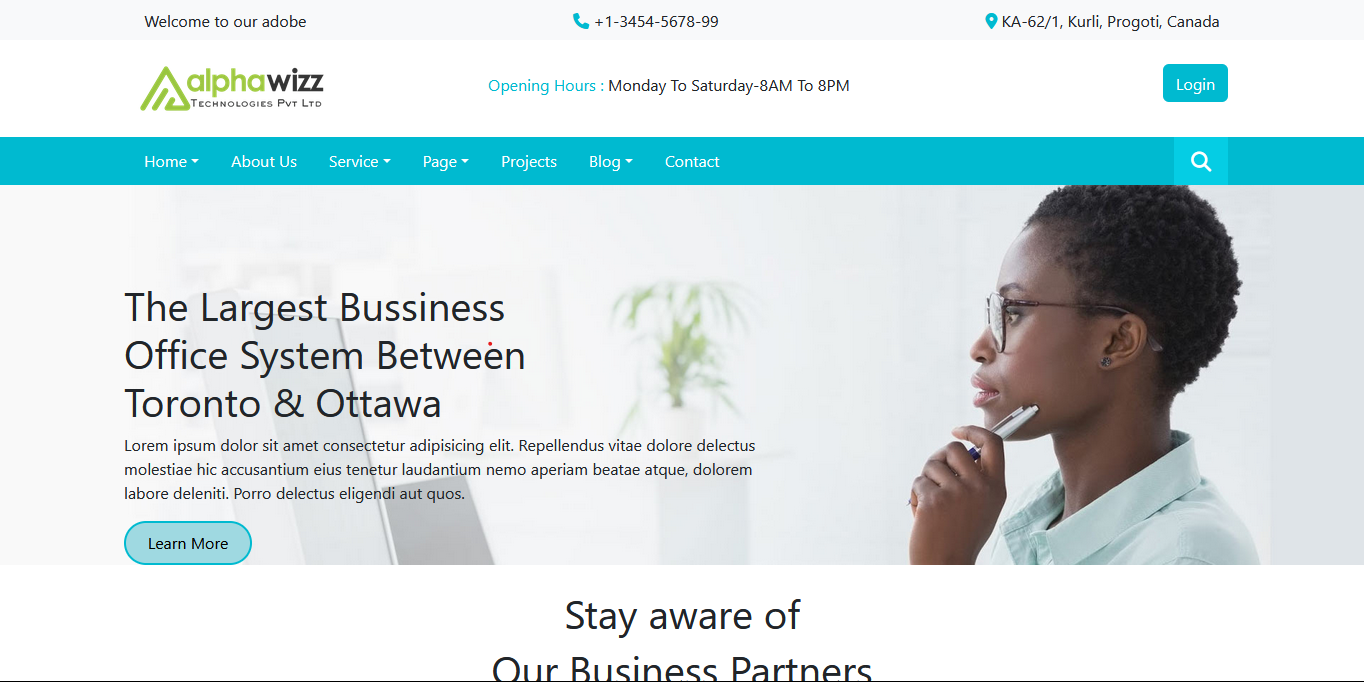 Welcome to our adobe
+1-3454-5678-99
KA-62/1, Kurli, Progoti, Canada
alphawizz
Technologies Pvt Ltd
Opening Hours : Monday To Saturday-8AM To 8PM
Login
Home
About Us
Service
Page
Projects
Blog
Contact
The Largest Bussiness
Office System Between
Toronto & Ottawa
Lorem ipsum dolor sit amet consectetur adipisicing elit. Repellendus vitae dolore delectus
molestiae hic accusantium eius tenetur laudantium nemo aperiam beatae atque, dolorem
labore deleniti. Porro delectus eligendi aut quos.
Learn More
Stay aware of
Our Business Partners